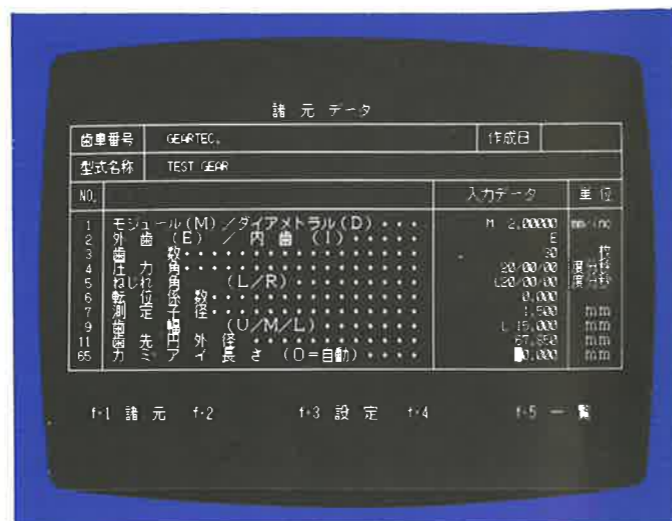 諸 元 データ
歯車番号 GEARTEC. 作成日
型式名称 TEST GEAR
NO. 入力データ 単 位
1 モジュール(M)/ダイアメトラル(D)・・・・ M 2.00000 mm/inc
2 外 歯 (E) / 内 歯 (I)・・・・・ E
3 歯 数・・・・・・・・・・・・・ 30 枚
4 圧 力 角・・・・・・・・・・・・・ 20/00/00 度分秒
5 ねじれ 角 (L/R)・・・・・・・ L20/00/00 度分秒
6 転 位 係 数・・・・・・・・・・・ 0.000
7 測 定 子 径・・・・・・・・・・・ 1.500 mm
9 歯 幅 (U/M/L)・・・・・・ L 15.000 mm
11 歯 先 円 外 径・・・・・・・・・ 67.850 mm
65 カ ミ ア イ 長 さ (0=自動)・・・・ 0.000 mm
f・1 諸 元 f・2 f・3 設 定 f・4 f・5 一 覧